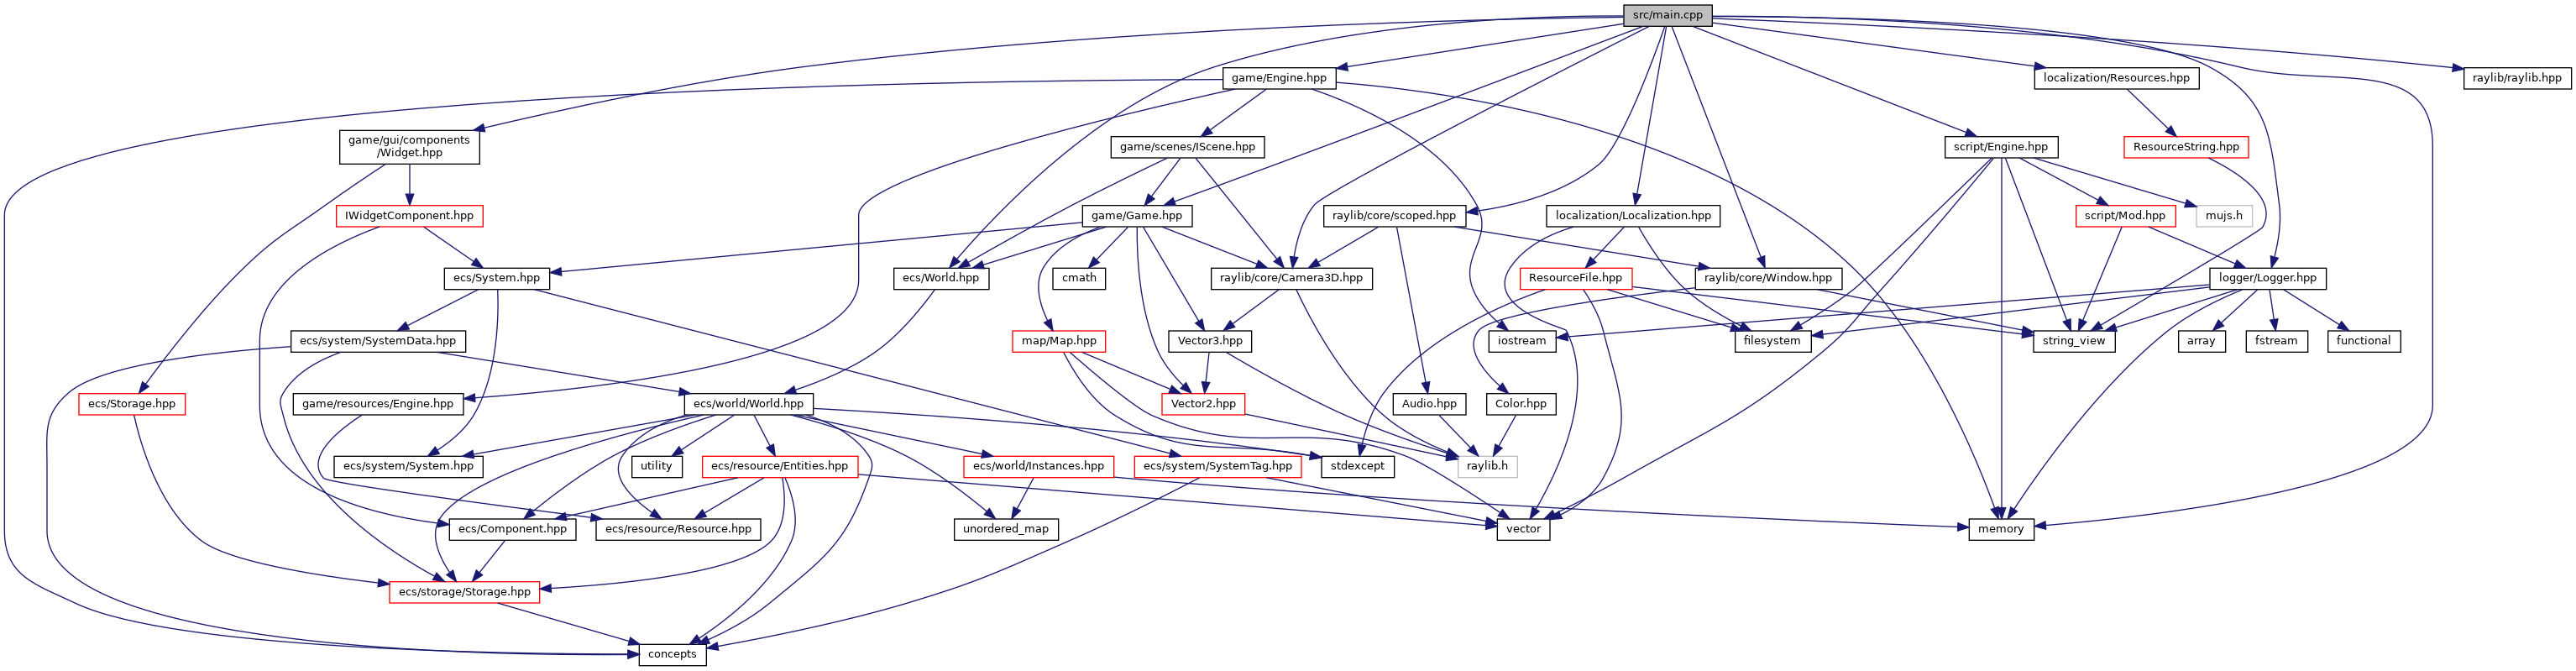 src/main.cpp
game/Engine.hpp
localization/Resources.hpp
raylib/raylib.hpp
game/gui/components
/Widget.hpp
game/scenes/IScene.hpp
script/Engine.hpp
ResourceString.hpp
IWidgetComponent.hpp
game/Game.hpp
raylib/core/scoped.hpp
localization/Localization.hpp
script/Mod.hpp
mujs.h
ecs/System.hpp
ecs/World.hpp
cmath
raylib/core/Camera3D.hpp
ResourceFile.hpp
raylib/core/Window.hpp
logger/Logger.hpp
ecs/system/SystemData.hpp
map/Map.hpp
Vector3.hpp
iostream
filesystem
string_view
array
fstream
functional
ecs/Storage.hpp
game/resources/Engine.hpp
ecs/world/World.hpp
Vector2.hpp
Audio.hpp
Color.hpp
ecs/system/System.hpp
utility
ecs/resource/Entities.hpp
ecs/world/Instances.hpp
ecs/system/SystemTag.hpp
stdexcept
raylib.h
ecs/Component.hpp
ecs/resource/Resource.hpp
unordered_map
vector
memory
ecs/storage/Storage.hpp
concepts